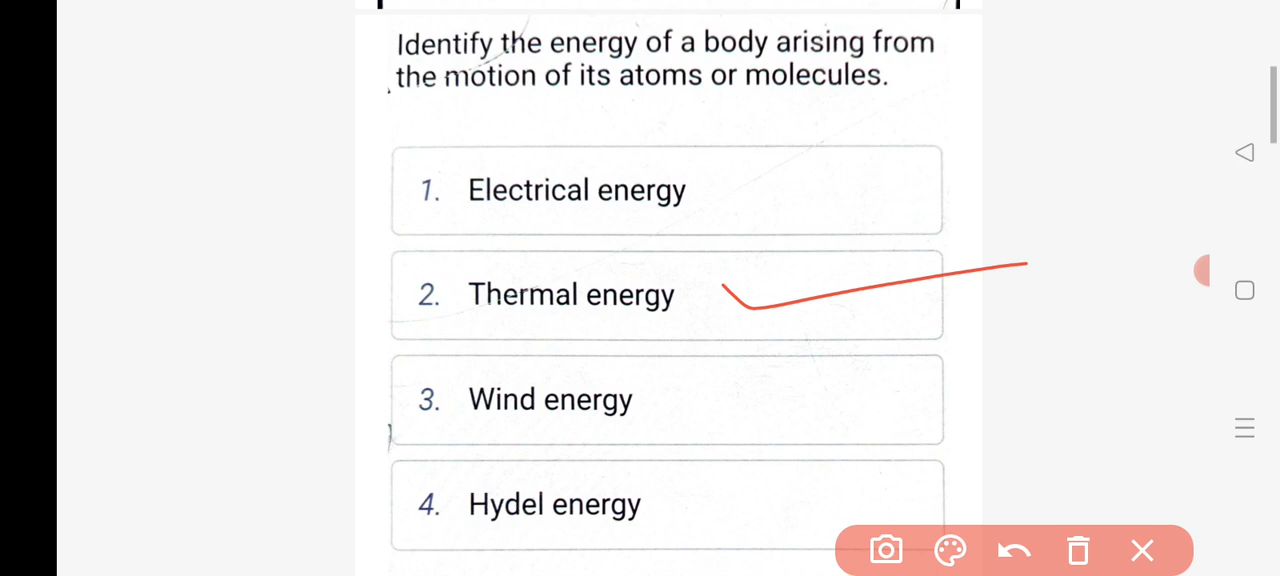 Identify the energy of a body arising from
the motion of its atoms or molecules.
1. Electrical energy
2. Thermal energy
3. Wind energy
4. Hydel energy